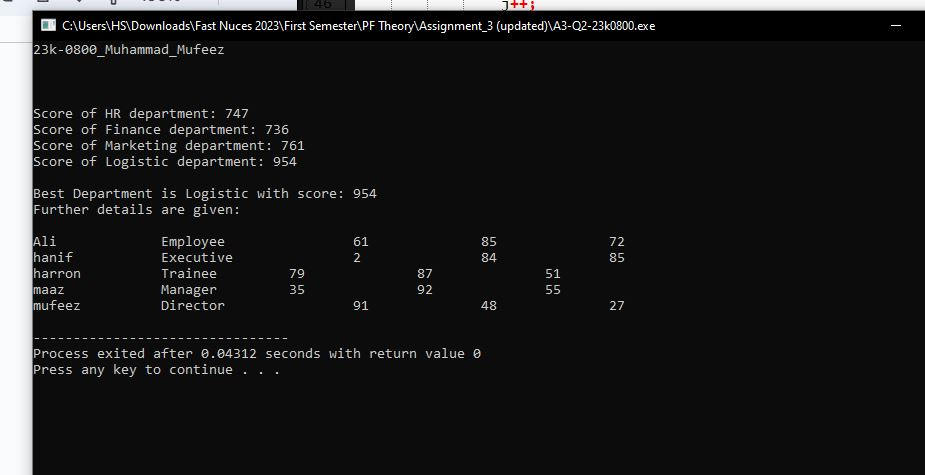 46
j++;
C:\Users\HS\Downloads\Fast Nuces 2023\First Semester\PF Theory\Assignment_3 (updated)\A3-Q2-23k0800.exe
23k-0800_Muhammad_Mufeez
Score of HR department: 747
Score of Finance department: 736
Score of Marketing department: 761
Score of Logistic department: 954
Best Department is Logistic with score: 954
Further details are given:
Ali Employee 61 85 72
hanif Executive 2 84 85
harron Trainee 79 87 51
maaz Manager 35 92 55
mufeez Director 91 48 27
--------------------------------
Process exited after 0.04312 seconds with return value 0
Press any key to continue . . .